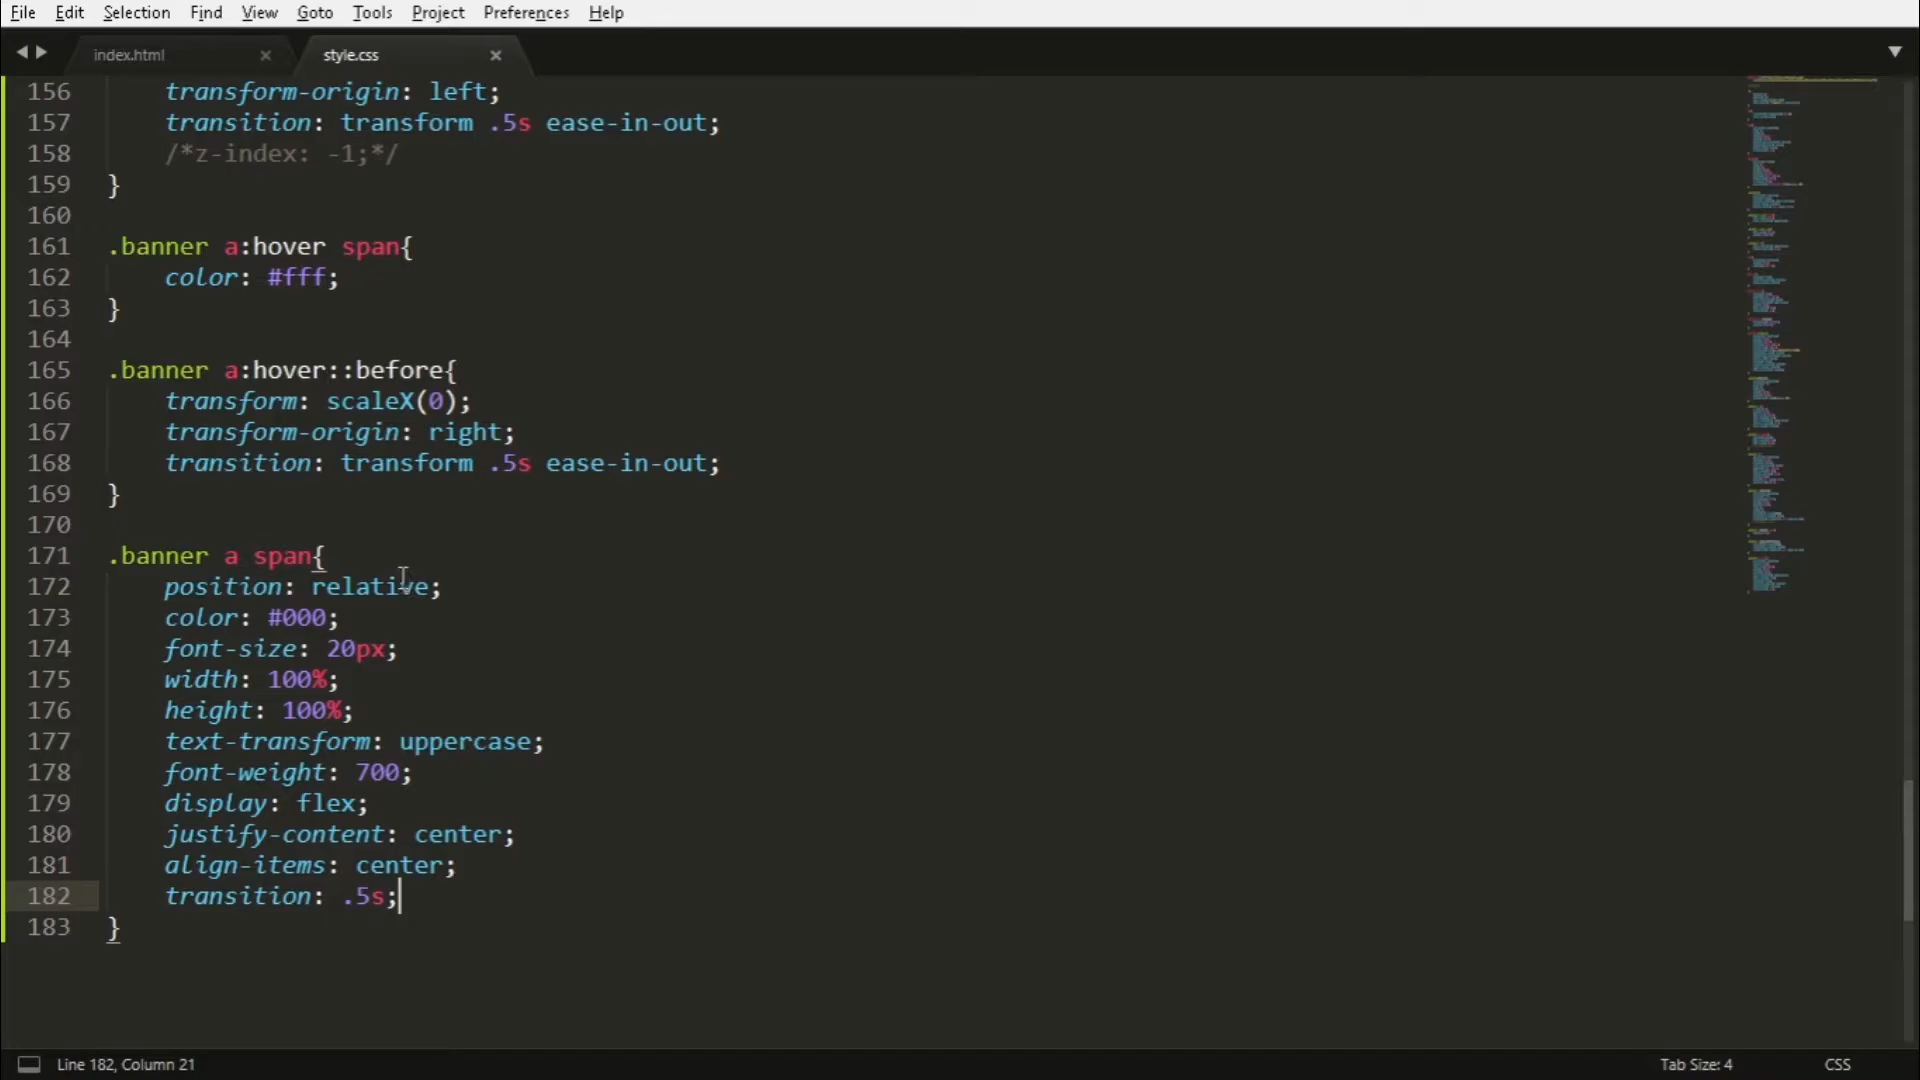 File Edit Selection Find View Goto Tools Project Preferences Help
index.html × style.css ×
156 transform-origin: left;
157 transition: transform .5s ease-in-out;
158 /*z-index: -1;*/
159 }
160
161 .banner a:hover span{
162 color: #fff;
163 }
164
165 .banner a:hover::before{
166 transform: scaleX(0);
167 transform-origin: right;
168 transition: transform .5s ease-in-out;
169 }
170
171 .banner a span{
172 position: relative;
173 color: #000;
174 font-size: 20px;
175 width: 100%;
176 height: 100%;
177 text-transform: uppercase;
178 font-weight: 700;
179 display: flex;
180 justify-content: center;
181 align-items: center;
182 transition: .5s;
183 }
Line 182, Column 21 Tab Size: 4 CSS